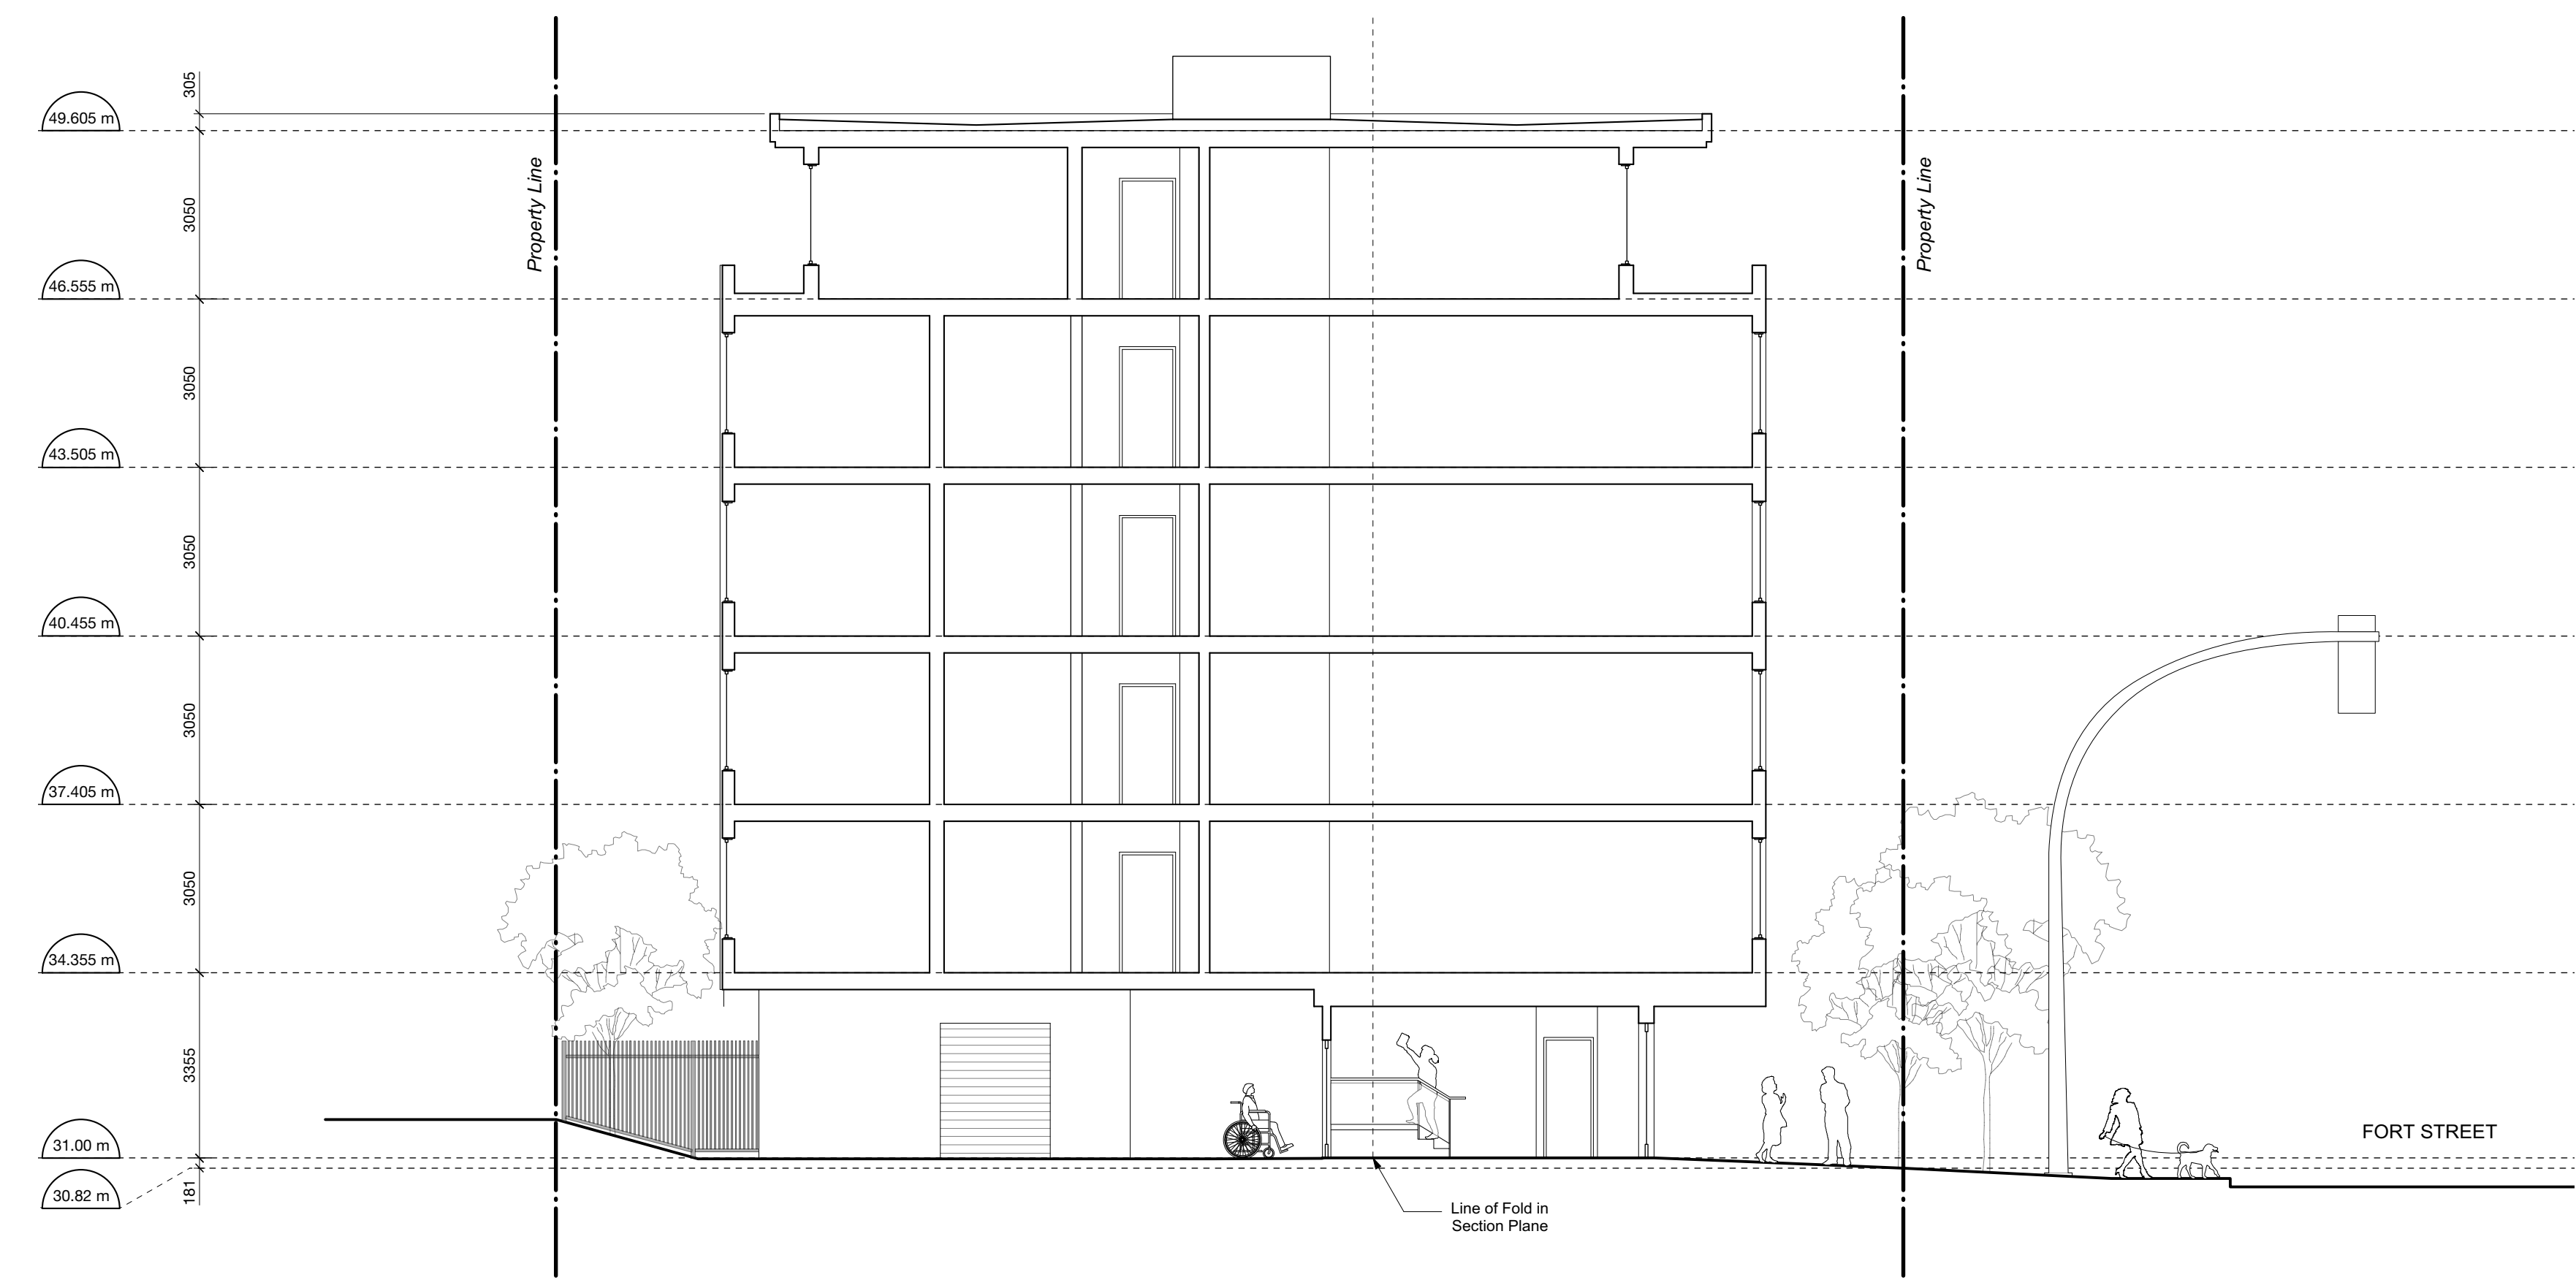 305
49.605 m
Property Line
Property Line
3050
46.555 m
3050
43.505 m
3050
40.455 m
3050
37.405 m
3050
34.355 m
3355
31.00 m
FORT STREET
30.82 m
181
Line of Fold in
Section Plane